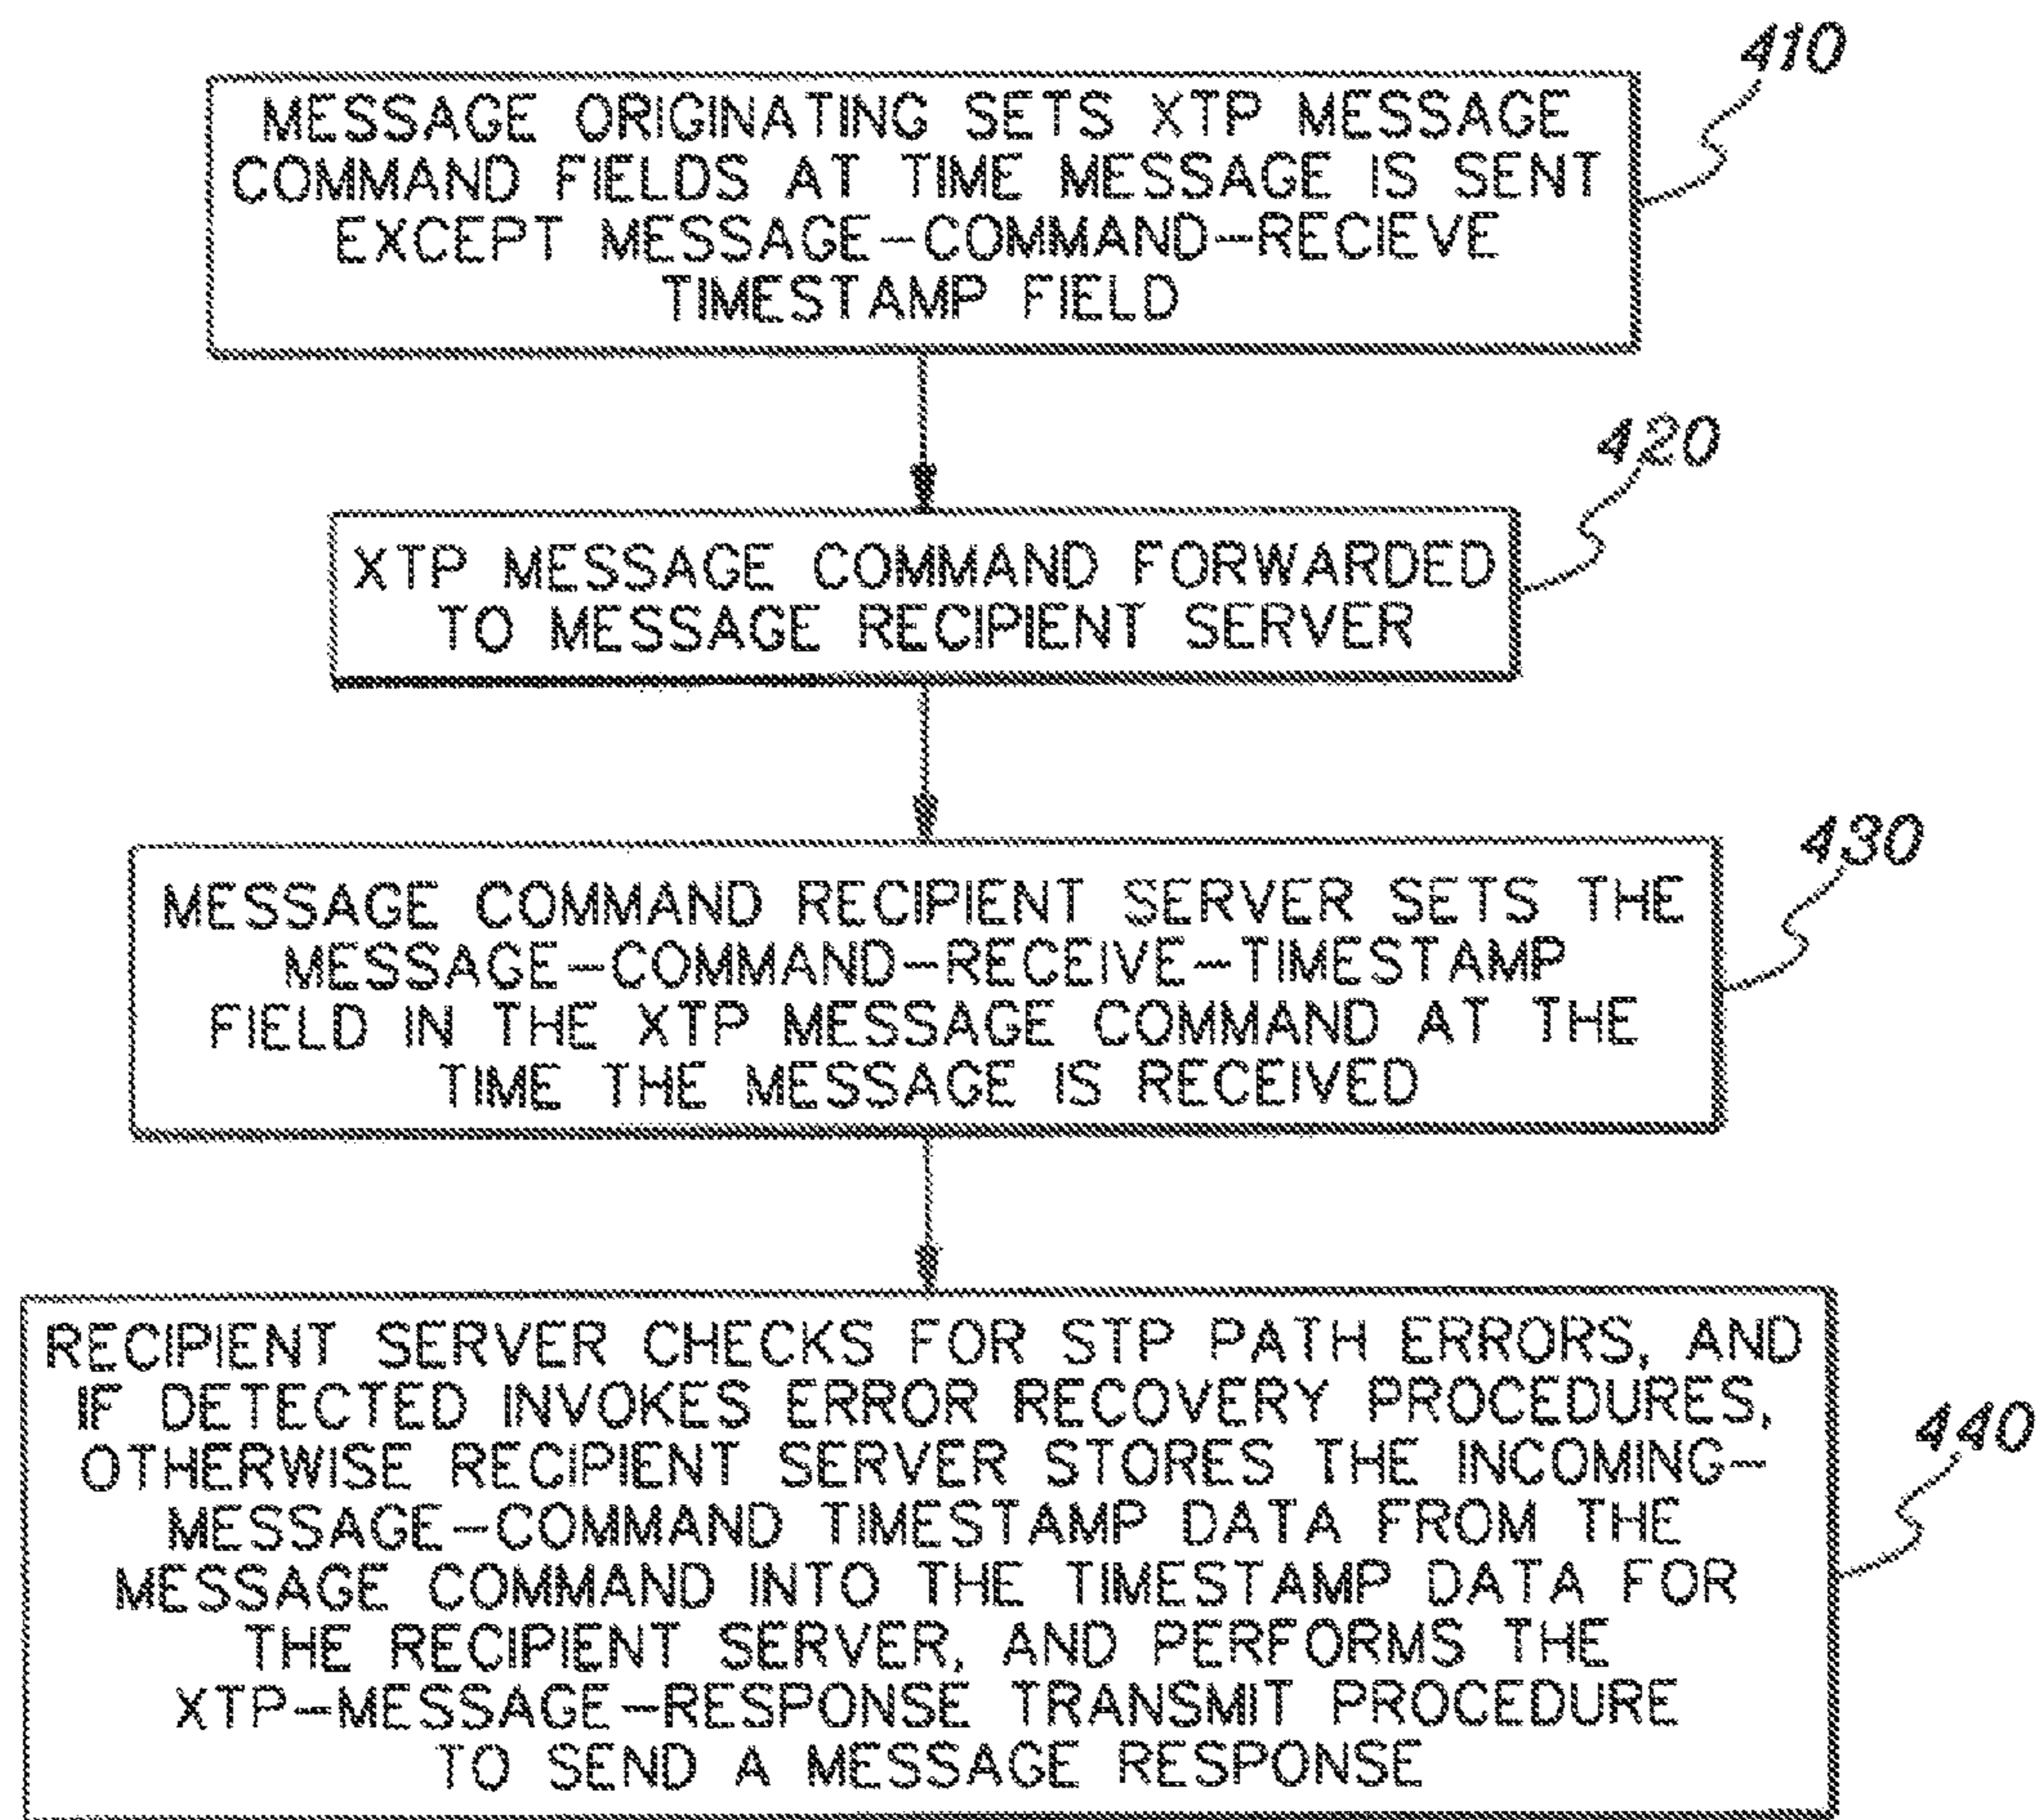 410
MESSAGE ORIGINATING SETS XTP MESSAGE
COMMAND FIELDS AT TIME MESSAGE IS SENT
EXCEPT MESSAGE-COMMAND-RECIEVE
TIMESTAMP FIELD
420
XTP MESSAGE COMMAND FORWARDED
TO MESSAGE RECIPIENT SERVER
430
MESSAGE COMMAND RECIPIENT SERVER SETS THE
MESSAGE-COMMAND-RECEIVE-TIMESTAMP
FIELD IN THE XTP MESSAGE COMMAND AT THE
TIME THE MESSAGE IS RECEIVED
440
RECIPIENT SERVER CHECKS FOR STP PATH ERRORS, AND
IF DETECTED INVOKES ERROR RECOVERY PROCEDURES,
OTHERWISE RECIPIENT SERVER STORES THE INCOMING-
MESSAGE-COMMAND TIMESTAMP DATA FROM THE
MESSAGE COMMAND INTO THE TIMESTAMP DATA FOR
THE RECIPIENT SERVER, AND PERFORMS THE
XTP-MESSAGE-RESPONSE TRANSMIT PROCEDURE
TO SEND A MESSAGE RESPONSE